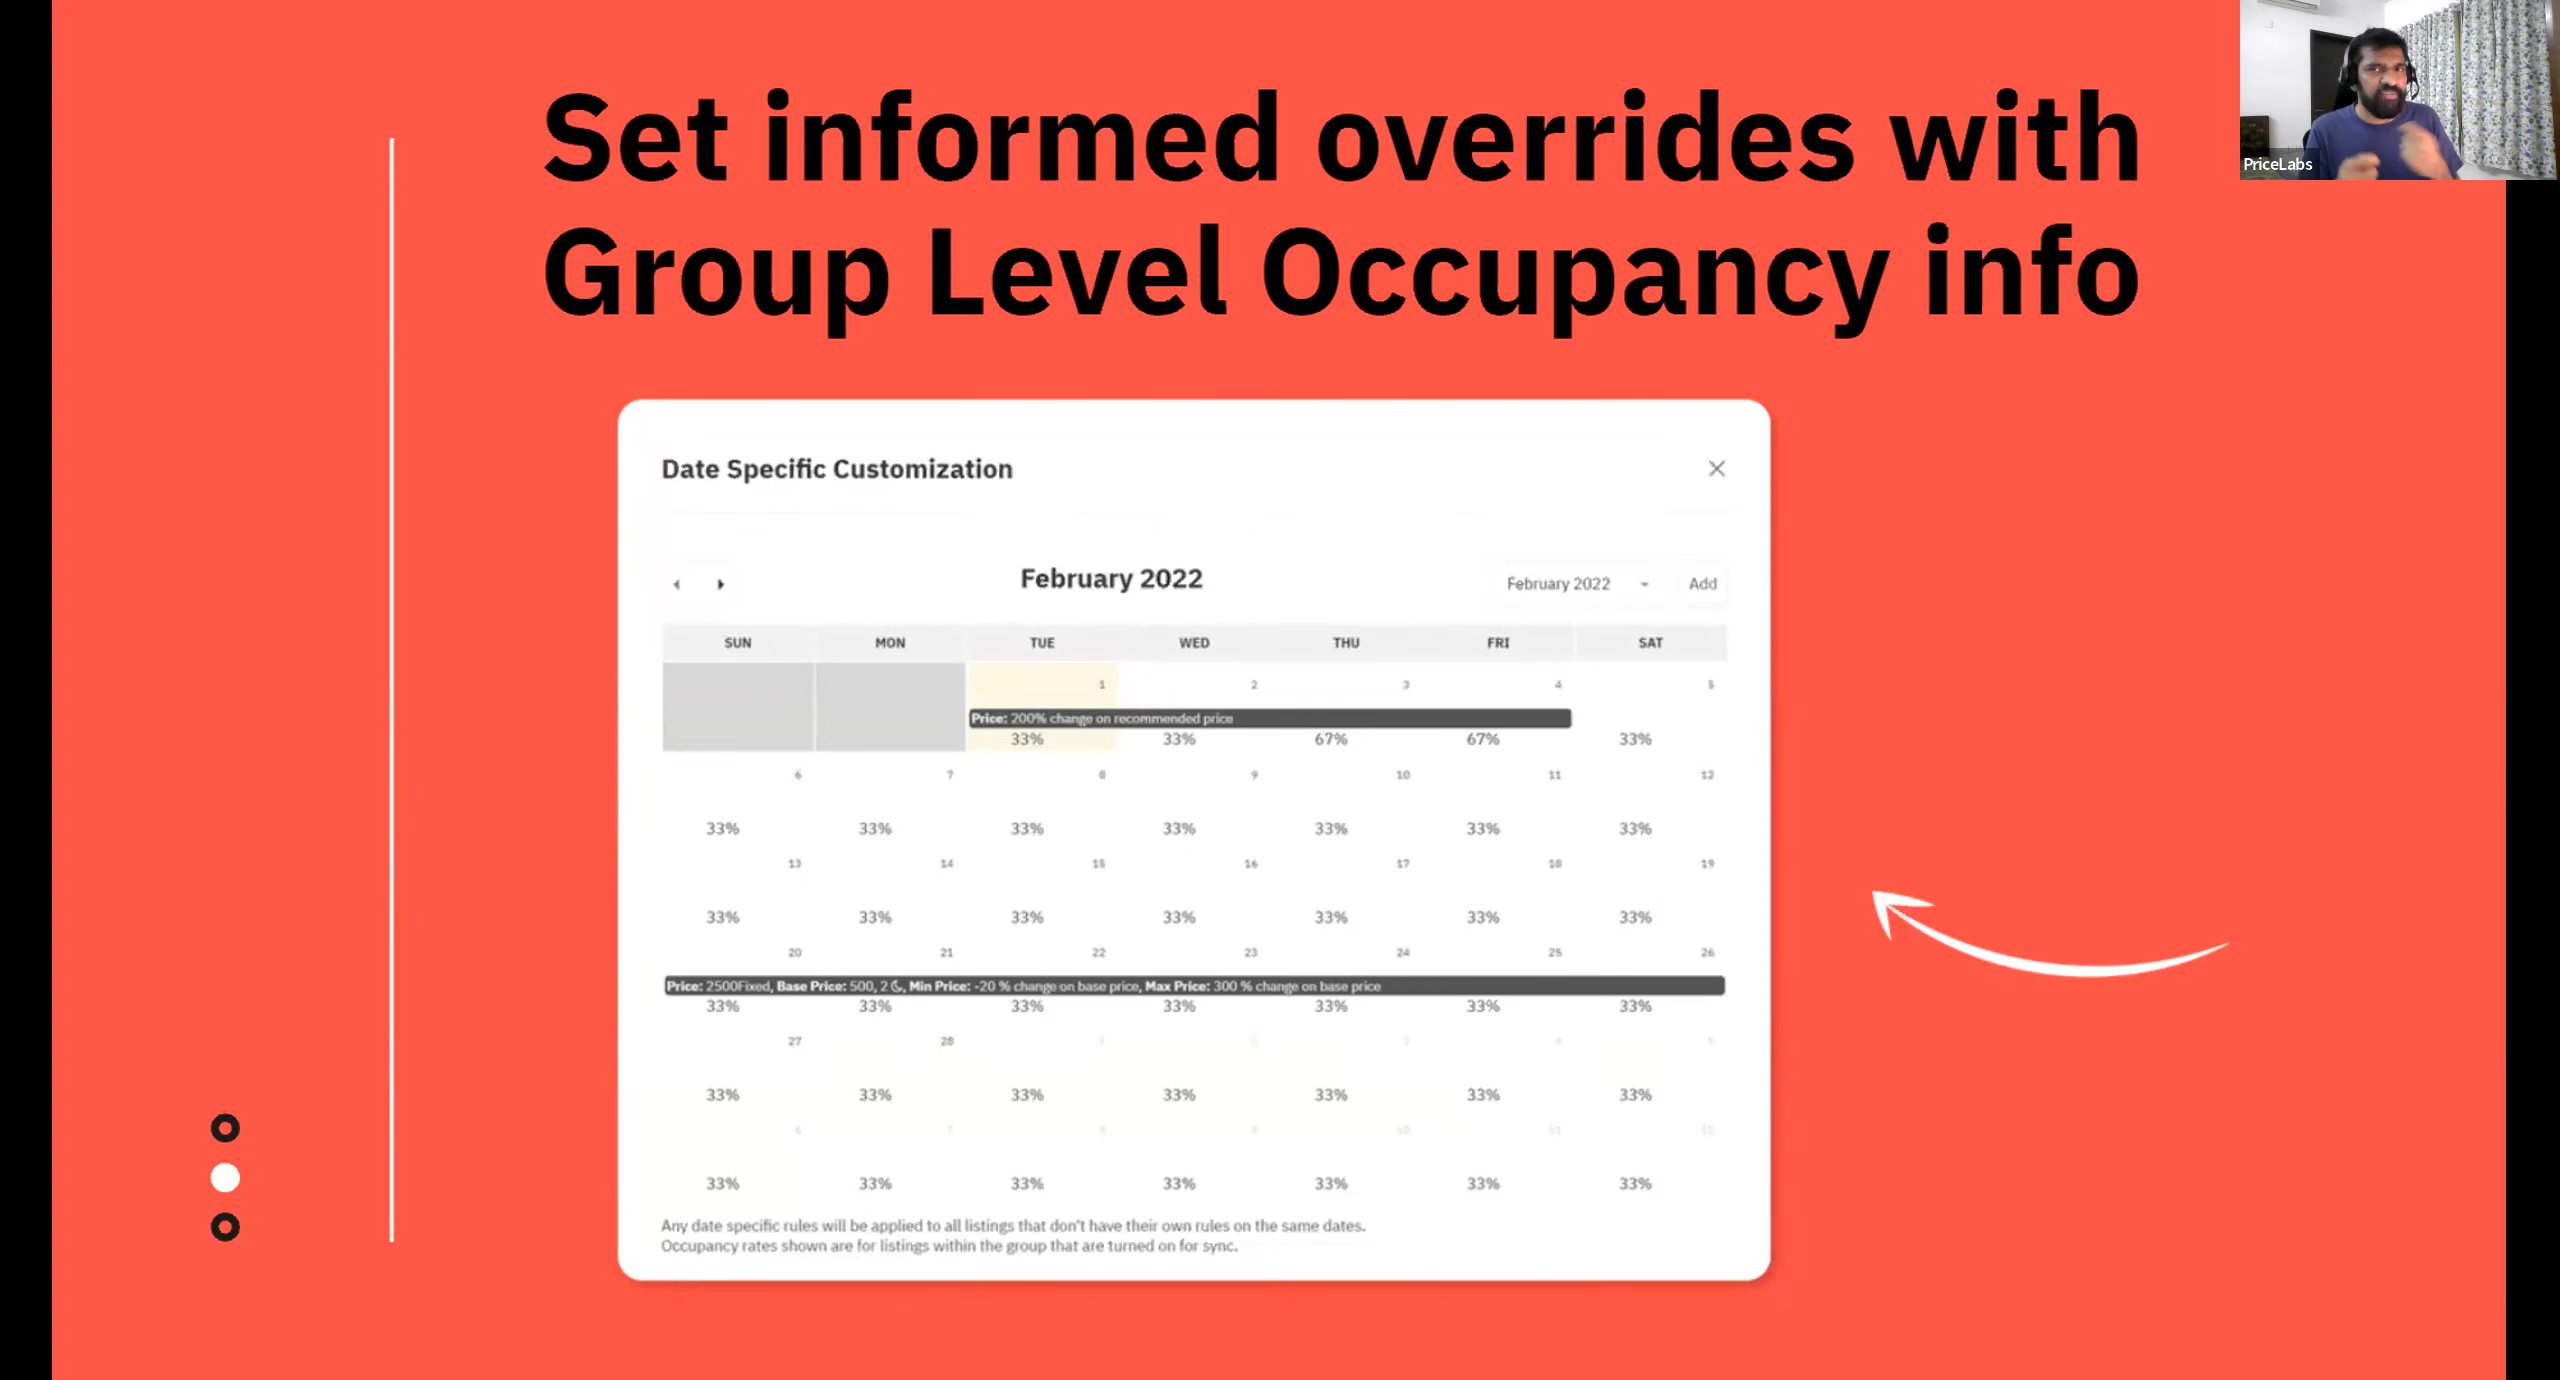 Set informed overrides with
Group Level Occupancy info
PriceLabs
Date Specific Customization
February 2022
February 2022
Add
SUN MON TUE WED THU FRI SAT
1 2 3 4 5
Price: 200% change on recommended price
33% 33% 67% 67% 33%
6 7 8 9 10 11 12
33% 33% 33% 33% 33% 33% 33%
13 14 15 16 17 18 19
33% 33% 33% 33% 33% 33% 33%
20 21 22 23 24 25 26
Price: 2500Fixed, Base Price: 500, 2, Min Price: -20 % change on base price, Max Price: 300 % change on base price
33% 33% 33% 33% 33% 33% 33%
27 28
33% 33% 33% 33% 33% 33% 33%
6 7 10 11 12
33% 33% 33% 33% 33% 33% 33%
Any date specific rules will be applied to all listings that don't have their own rules on the same dates.
Occupancy rates shown are for listings within the group that are turned on for sync.